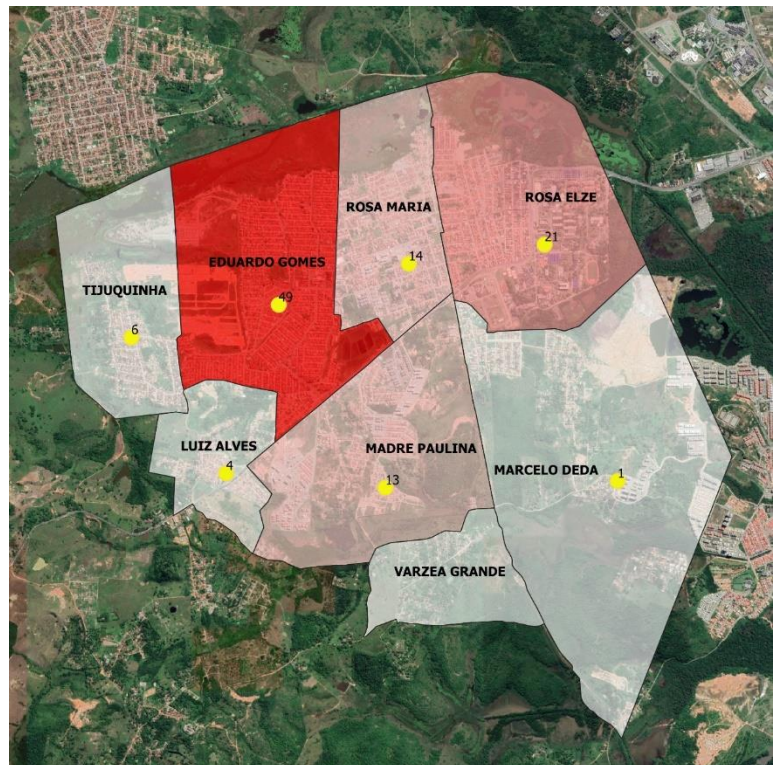 ROSA ELZE
ROSA MARIA
21
EDUARDO GOMES
14
TIJUQUINHA
49
6
LUIZ ALVES
MADRE PAULINA
4
MARCELO DEDA
13
1
VARZEA GRANDE